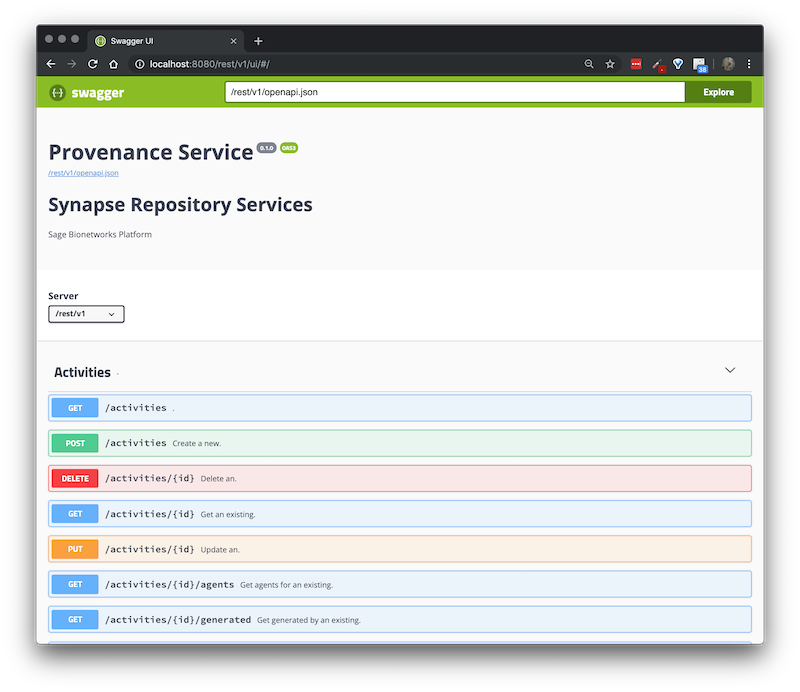 Swagger UI
localhost:8080/rest/v1/ui/#/
38
swagger
/rest/v1/openapi.json
Explore
Provenance Service 0.1.0 OAS3
/rest/v1/openapi.json
Synapse Repository Services
Sage Bionetworks Platform
Server
/rest/v1
Activities .
GET /activities .
POST /activities Create a new.
DELETE /activities/{id} Delete an.
GET /activities/{id} Get an existing.
PUT /activities/{id} Update an.
GET /activities/{id}/agents Get agents for an existing.
GET /activities/{id}/generated Get generated by an existing.